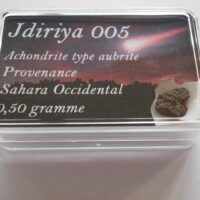 Jdiriya 005
Achondrite type aubrite
Provenance
Sahara Occidental
0,50 gramme